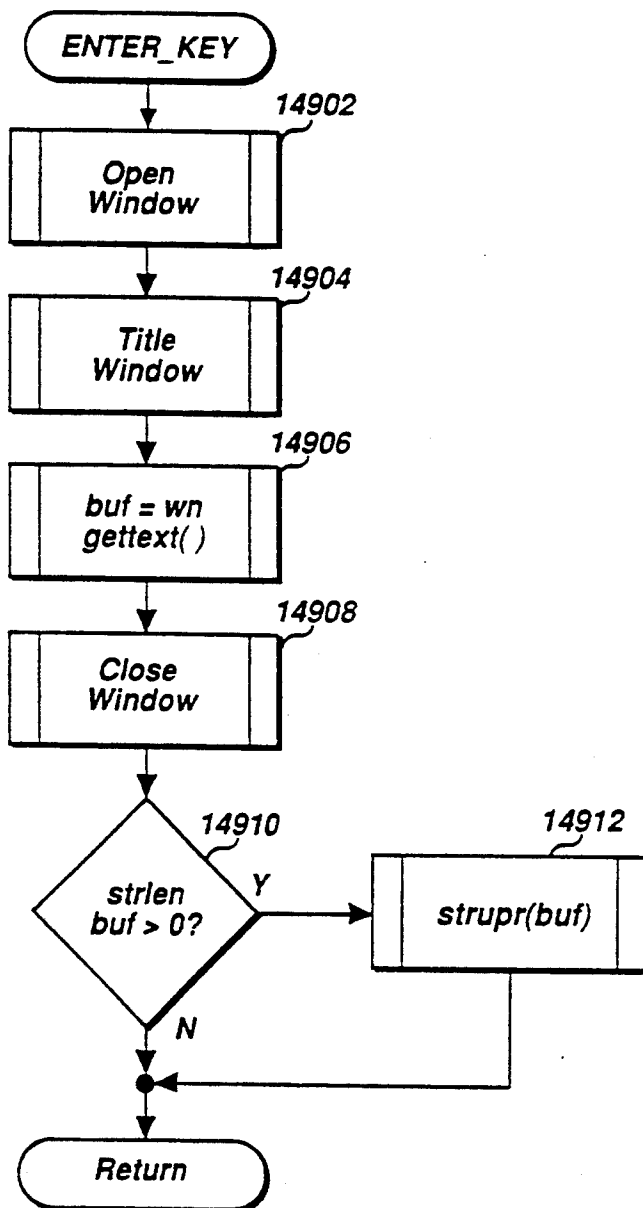 ENTER_KEY
14902
Open
Window
14904
Title
Window
14906
buf = wn
gettext( )
14908
Close
Window
14910
strlen
buf > 0?
Y
14912
strupr(buf)
N
Return